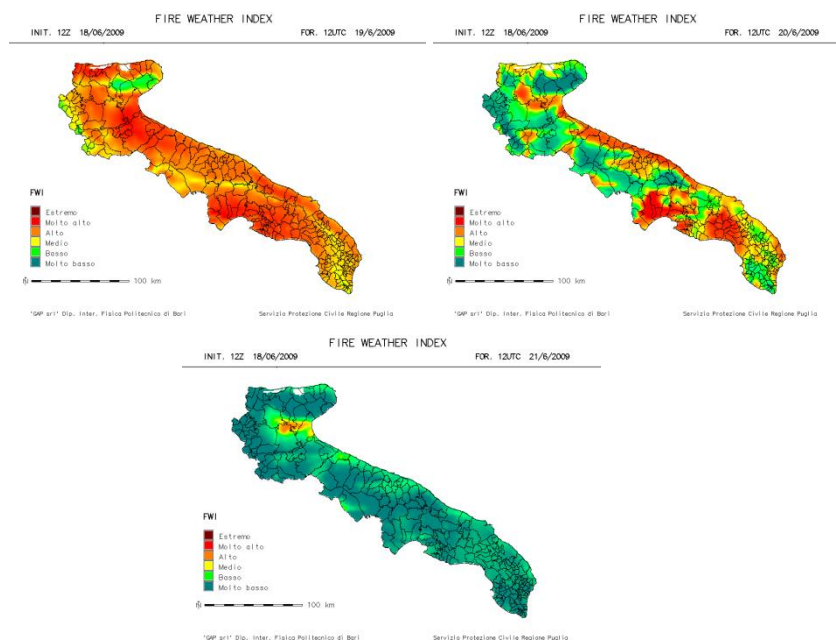 FIRE WEATHER INDEX
INIT. 12Z 18/06/2009 FOR. 12UTC 19/6/2009
FWI
Estremo
Molto alto
Alto
Medio
Basso
Molto basso
N 100 km
'GAP srl' Dip. Inter. Fisica Politecnico di Bari Servizio Protezione Civile Regione Puglia
FIRE WEATHER INDEX
INIT. 12Z 18/06/2009 FOR. 12UTC 20/6/2009
FWI
Estremo
Molto alto
Alto
Medio
Basso
Molto basso
N 100 km
'GAP srl' Dip. Inter. Fisica Politecnico di Bari Servizio Protezione Civile Regione Puglia
FIRE WEATHER INDEX
INIT. 12Z 18/06/2009 FOR. 12UTC 21/6/2009
FWI
Estremo
Molto alto
Alto
Medio
Basso
Molto basso
N 100 km
'GAP srl' Dip. Inter. Fisica Politecnico di Bari Servizio Protezione Civile Regione Puglia